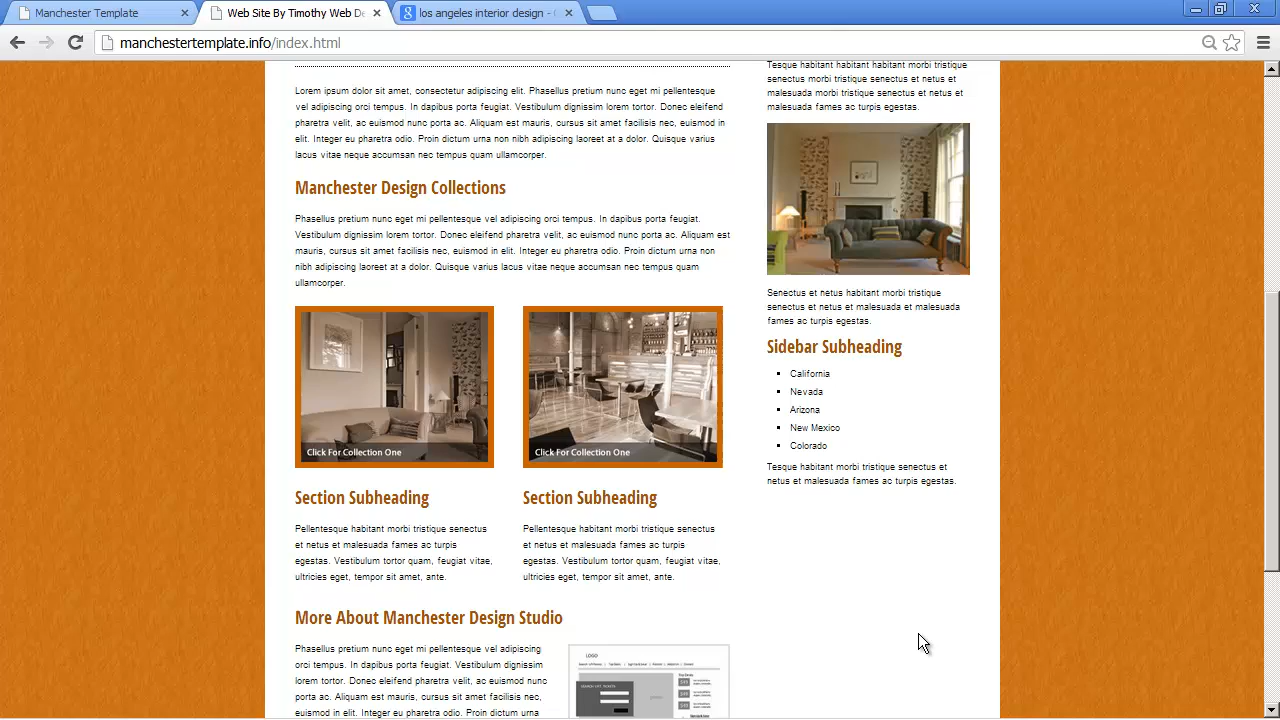 Manchester Template
Web Site By Timothy Web De
los angeles interior design -
manchestertemplate.info/index.html
Lorem ipsum dolor sit amet, consectetur adipiscing elit. Phasellus pretium nunc eget mi pellentesque
vel adipiscing orci tempus. In dapibus porta feugiat. Vestibulum dignissim lorem tortor. Donec eleifend
pharetra velit, ac euismod nunc porta ac. Aliquam est mauris, cursus sit amet facilisis nec, euismod in
elit. Integer eu pharetra odio. Proin dictum urna non nibh adipiscing laoreet at a dolor. Quisque varius
lacus vitae neque accumsan nec tempus quam ullamcorper.
Manchester Design Collections
Phasellus pretium nunc eget mi pellentesque vel adipiscing orci tempus. In dapibus porta feugiat.
Vestibulum dignissim lorem tortor. Donec eleifend pharetra velit, ac euismod nunc porta ac. Aliquam est
mauris, cursus sit amet facilisis nec, euismod in elit. Integer eu pharetra odio. Proin dictum urna non
nibh adipiscing laoreet at a dolor. Quisque varius lacus vitae neque accumsan nec tempus quam
ullamcorper.
Click For Collection One
Click For Collection One
Section Subheading
Pellentesque habitant morbi tristique senectus
et netus et malesuada fames ac turpis
egestas. Vestibulum tortor quam, feugiat vitae,
ultricies eget, tempor sit amet, ante.
Section Subheading
Pellentesque habitant morbi tristique senectus
et netus et malesuada fames ac turpis
egestas. Vestibulum tortor quam, feugiat vitae,
ultricies eget, tempor sit amet, ante.
More About Manchester Design Studio
Phasellus pretium nunc eget mi pellentesque vel adipiscing
orci tempus. In dapibus porta feugiat. Vestibulum dignissim
lorem tortor. Donec eleifend pharetra velit, ac euismod nunc
porta ac. Aliquam est mauris, cursus sit amet facilisis nec,
euismod in elit. Integer eu pharetra odio. Proin dictum urna
LOGO
Tesque habitant habitant habitant morbi tristique
senectus morbi tristique senectus et netus et
malesuada morbi tristique senectus et netus et
malesuada fames ac turpis egestas.
Senectus et netus habitant morbi tristique
senectus et netus et malesuada et malesuada
fames ac turpis egestas.
Sidebar Subheading
California
Nevada
Arizona
New Mexico
Colorado
Tesque habitant morbi tristique senectus et
netus et malesuada fames ac turpis egestas.